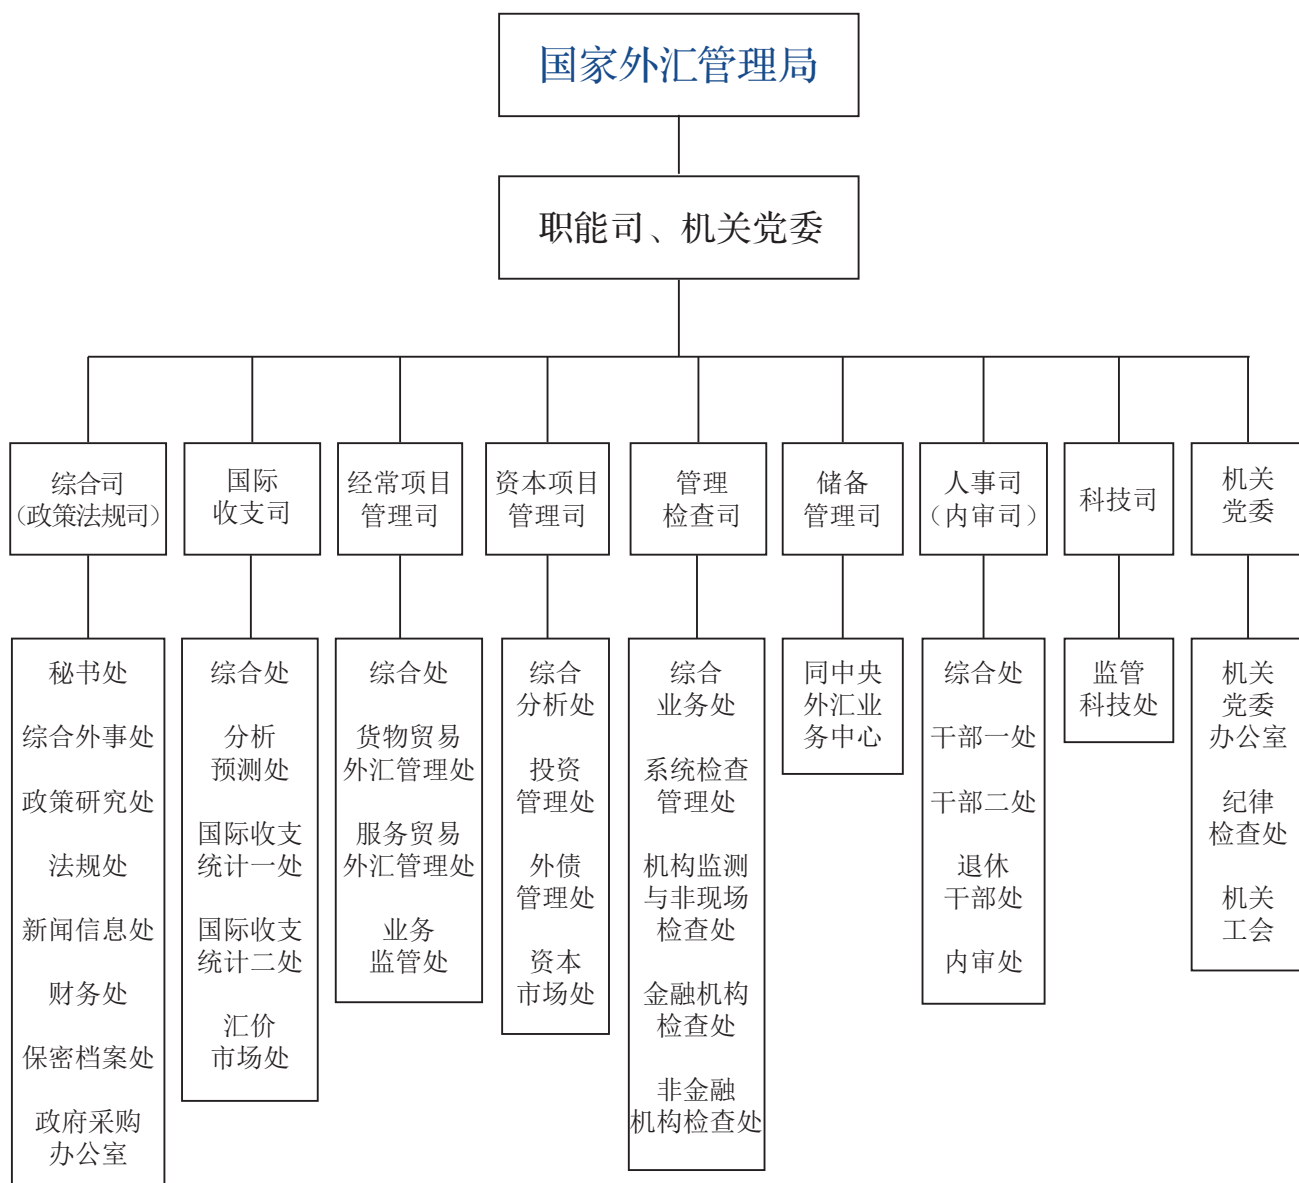 国家外汇管理局
职能司、机关党委
综合司
（政策法规司）
国际
收支司
经常项目
管理司
资本项目
管理司
管理
检查司
储备
管理司
人事司
（内审司）
科技司
机关
党委
秘书处
综合外事处
政策研究处
法规处
新闻信息处
财务处
保密档案处
政府采购
办公室
综合处
分析
预测处
国际收支
统计一处
国际收支
统计二处
汇价
市场处
综合处
货物贸易
外汇管理处
服务贸易
外汇管理处
业务
监管处
综合
分析处
投资
管理处
外债
管理处
资本
市场处
综合
业务处
系统检查
管理处
机构监测
与非现场
检查处
金融机构
检查处
非金融
机构检查处
同中央
外汇业
务中心
综合处
干部一处
干部二处
退休
干部处
内审处
监管
科技处
机关
党委
办公室
纪律
检查处
机关
工会